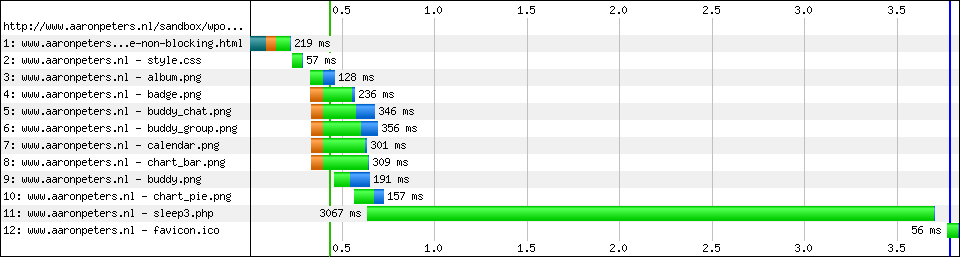 0.5 1.0 1.5 2.0 2.5 3.0 3.5
http://www.aaronpeters.nl/sandbox/wpo...
1: www.aaronpeters...e-non-blocking.html 219 ms
2: www.aaronpeters.nl - style.css 57 ms
3: www.aaronpeters.nl - album.png 128 ms
4: www.aaronpeters.nl - badge.png 236 ms
5: www.aaronpeters.nl - buddy_chat.png 346 ms
6: www.aaronpeters.nl - buddy_group.png 356 ms
7: www.aaronpeters.nl - calendar.png 301 ms
8: www.aaronpeters.nl - chart_bar.png 309 ms
9: www.aaronpeters.nl - buddy.png 191 ms
10: www.aaronpeters.nl - chart_pie.png 157 ms
11: www.aaronpeters.nl - sleep3.php 3067 ms
12: www.aaronpeters.nl - favicon.ico 56 ms
0.5 1.0 1.5 2.0 2.5 3.0 3.5